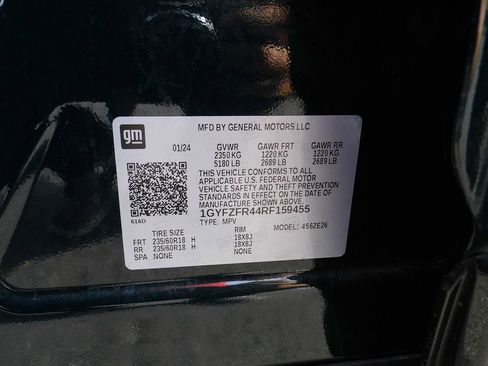 gm
MFD BY GENERAL MOTORS LLC
01/24 GVWR GAWR FRT GAWR RR
2350 KG 1220 KG 1220 KG
5180 LB 2689 LB 2689 LB
THIS VEHICLE CONFORMS TO ALL
APPLICABLE U.S. FEDERAL MOTOR
VEHICLE SAFETY AND THEFT PREVENTION
STANDARDS IN EFFECT ON THE DATE OF
MANUFACTURE SHOWN ABOVE.
1GYFZFR44RF159455
616D TYPE: MPV MODEL: 456ZE26
TIRE SIZE RIM
FRT 235/60R18 H 18X8J
RR 235/60R18 H 18X8J
SPA NONE NONE